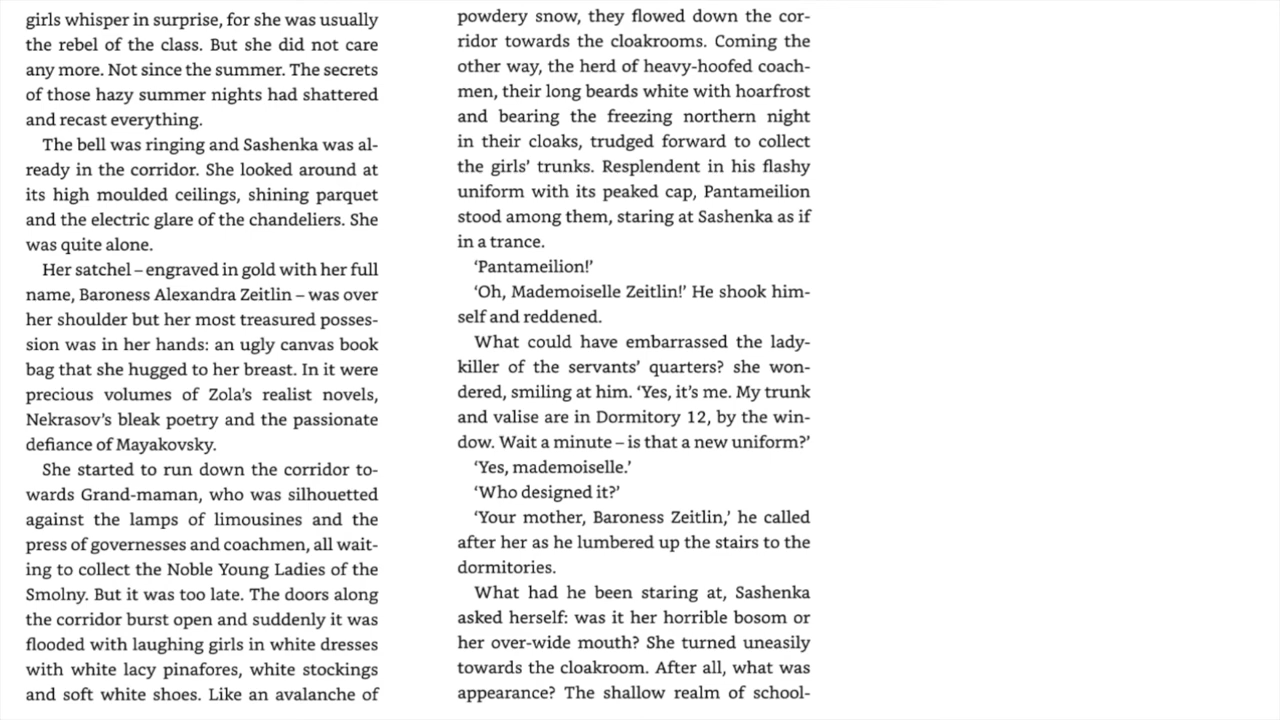 girls whisper in surprise, for she was usually
the rebel of the class. But she did not care
any more. Not since the summer. The secrets
of those hazy summer nights had shattered
and recast everything.
The bell was ringing and Sashenka was al-
ready in the corridor. She looked around at
its high moulded ceilings, shining parquet
and the electric glare of the chandeliers. She
was quite alone.
Her satchel – engraved in gold with her full
name, Baroness Alexandra Zeitlin – was over
her shoulder but her most treasured posses-
sion was in her hands: an ugly canvas book
bag that she hugged to her breast. In it were
precious volumes of Zola’s realist novels,
Nekrasov’s bleak poetry and the passionate
defiance of Mayakovsky.
She started to run down the corridor to-
wards Grand-maman, who was silhouetted
against the lamps of limousines and the
press of governesses and coachmen, all wait-
ing to collect the Noble Young Ladies of the
Smolny. But it was too late. The doors along
the corridor burst open and suddenly it was
flooded with laughing girls in white dresses
with white lacy pinafores, white stockings
and soft white shoes. Like an avalanche of
powdery snow, they flowed down the cor-
ridor towards the cloakrooms. Coming the
other way, the herd of heavy-hoofed coach-
men, their long beards white with hoarfrost
and bearing the freezing northern night
in their cloaks, trudged forward to collect
the girls’ trunks. Resplendent in his flashy
uniform with its peaked cap, Pantameilion
stood among them, staring at Sashenka as if
in a trance.
‘Pantameilion!’
‘Oh, Mademoiselle Zeitlin!’ He shook him-
self and reddened.
What could have embarrassed the lady-
killer of the servants’ quarters? she won-
dered, smiling at him. ‘Yes, it’s me. My trunk
and valise are in Dormitory 12, by the win-
dow. Wait a minute – is that a new uniform?’
‘Yes, mademoiselle.’
‘Who designed it?’
‘Your mother, Baroness Zeitlin,’ he called
after her as he lumbered up the stairs to the
dormitories.
What had he been staring at, Sashenka
asked herself: was it her horrible bosom or
her over-wide mouth? She turned uneasily
towards the cloakroom. After all, what was
appearance? The shallow realm of school-